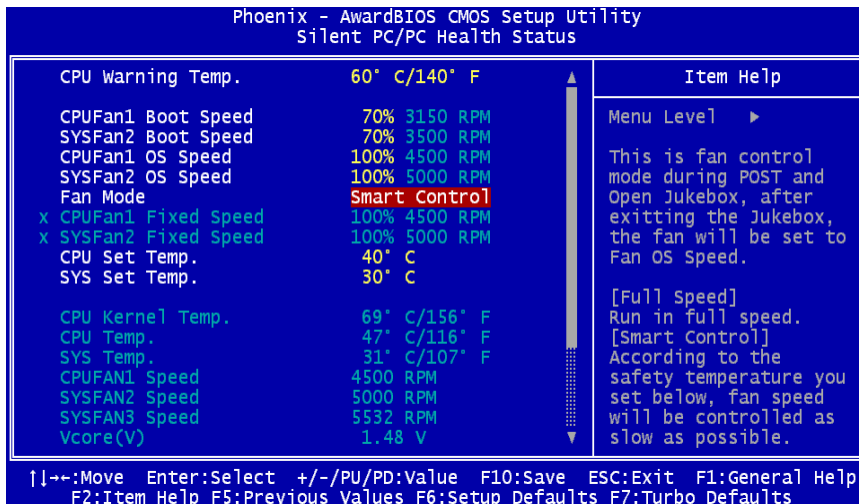 Phoenix - AwardBIOS CMOS Setup Utility
Silent PC/PC Health Status
CPU Warning Temp. 60° C/140° F
CPUFan1 Boot Speed 70% 3150 RPM
SYSFan2 Boot Speed 70% 3500 RPM
CPUFan1 OS Speed 100% 4500 RPM
SYSFan2 OS Speed 100% 5000 RPM
Fan Mode Smart Control
x CPUFan1 Fixed Speed 100% 4500 RPM
x SYSFan2 Fixed Speed 100% 5000 RPM
CPU Set Temp. 40° C
SYS Set Temp. 30° C
CPU Kernel Temp. 69° C/156° F
CPU Temp. 47° C/116° F
SYS Temp. 31° C/107° F
CPUFAN1 Speed 4500 RPM
SYSFAN2 Speed 5000 RPM
SYSFAN3 Speed 5532 RPM
Vcore(V) 1.48 V
Item Help
Menu Level ▶
This is fan control
mode during POST and
Open Jukebox, after
exitting the Jukebox,
the fan will be set to
Fan OS Speed.
[Full Speed]
Run in full speed.
[Smart Control]
According to the
safety temperature you
set below, fan speed
will be controlled as
slow as possible.
↑↓→←:Move Enter:Select +/-/PU/PD:Value F10:Save ESC:Exit F1:General Help
F2:Item Help F5:Previous Values F6:Setup Defaults F7:Turbo Defaults